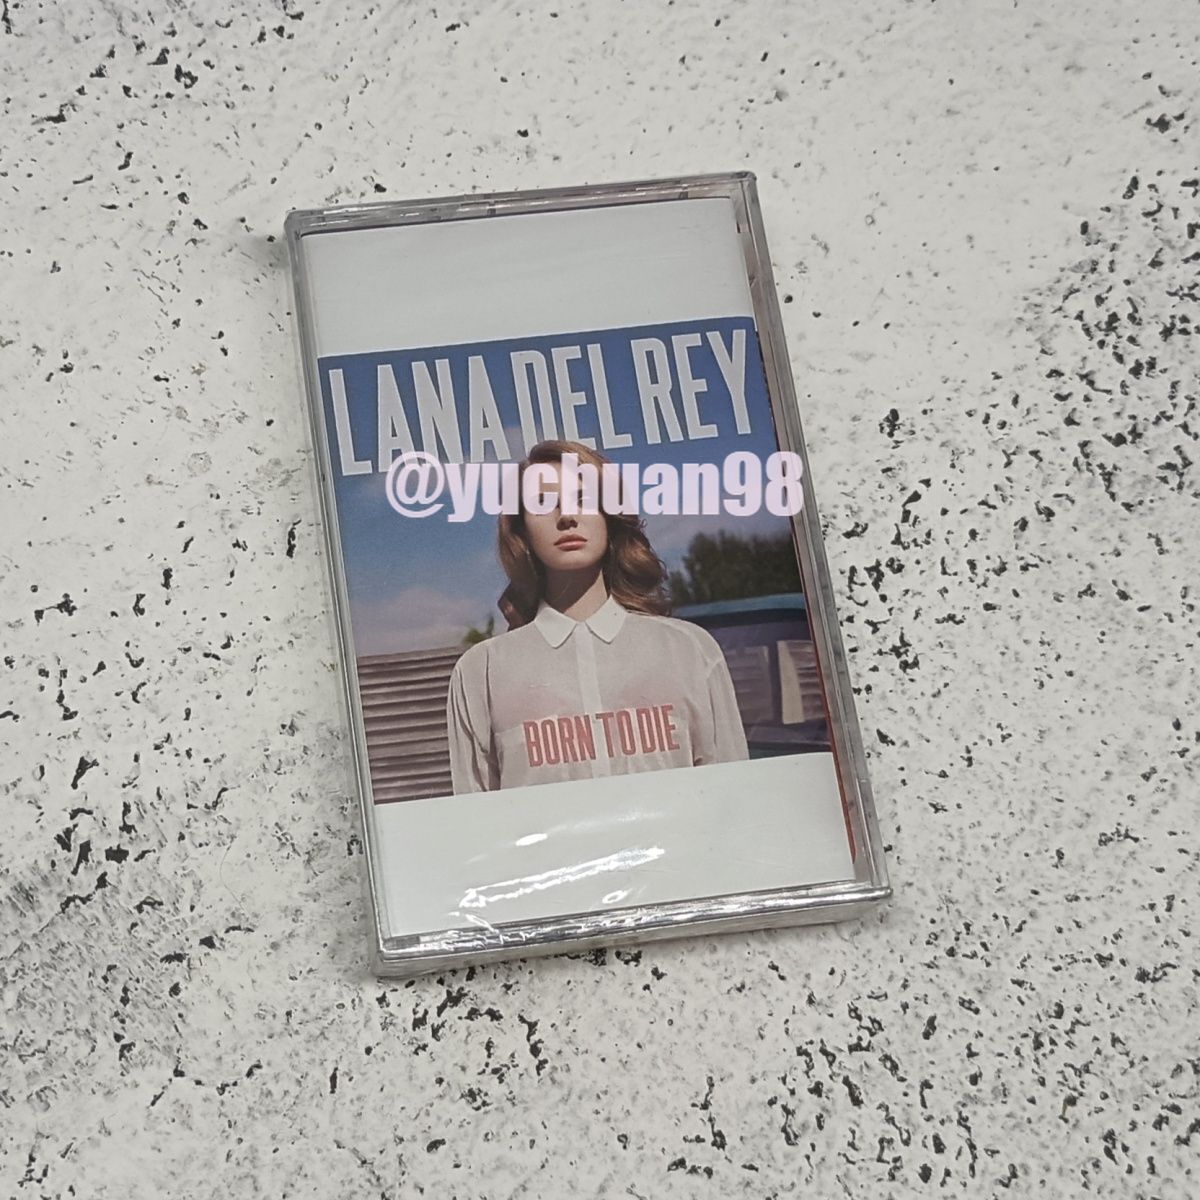 LANA DEL REY
@yuchuan98
BORN TO DIE